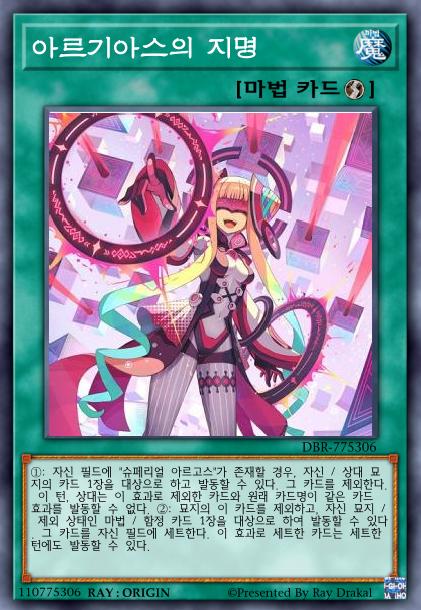 아르기아스의 지명
마법
魔
[마법 카드]
DBR-775306
①: 자신 필드에 "슈페리얼 아르고스"가 존재할 경우, 자신 / 상대 묘
지의 카드 1장을 대상으로 하고 발동할 수 있다. 그 카드를 제외한다.
이 턴, 상대는 이 효과로 제외한 카드와 원래 카드명이 같은 카드
효과를 발동할 수 없다. ②: 묘지의 이 카드를 제외하고, 자신 묘지 /
제외 상태인 마법 / 함정 카드 1장을 대상으로 하여 발동할 수 있다
. 그 카드를 자신 필드에 세트한다. 이 효과로 세트한 카드는 세트한
턴에도 발동할 수 있다.
110775306 RAY : ORIGIN ©Presented By Ray Drakal